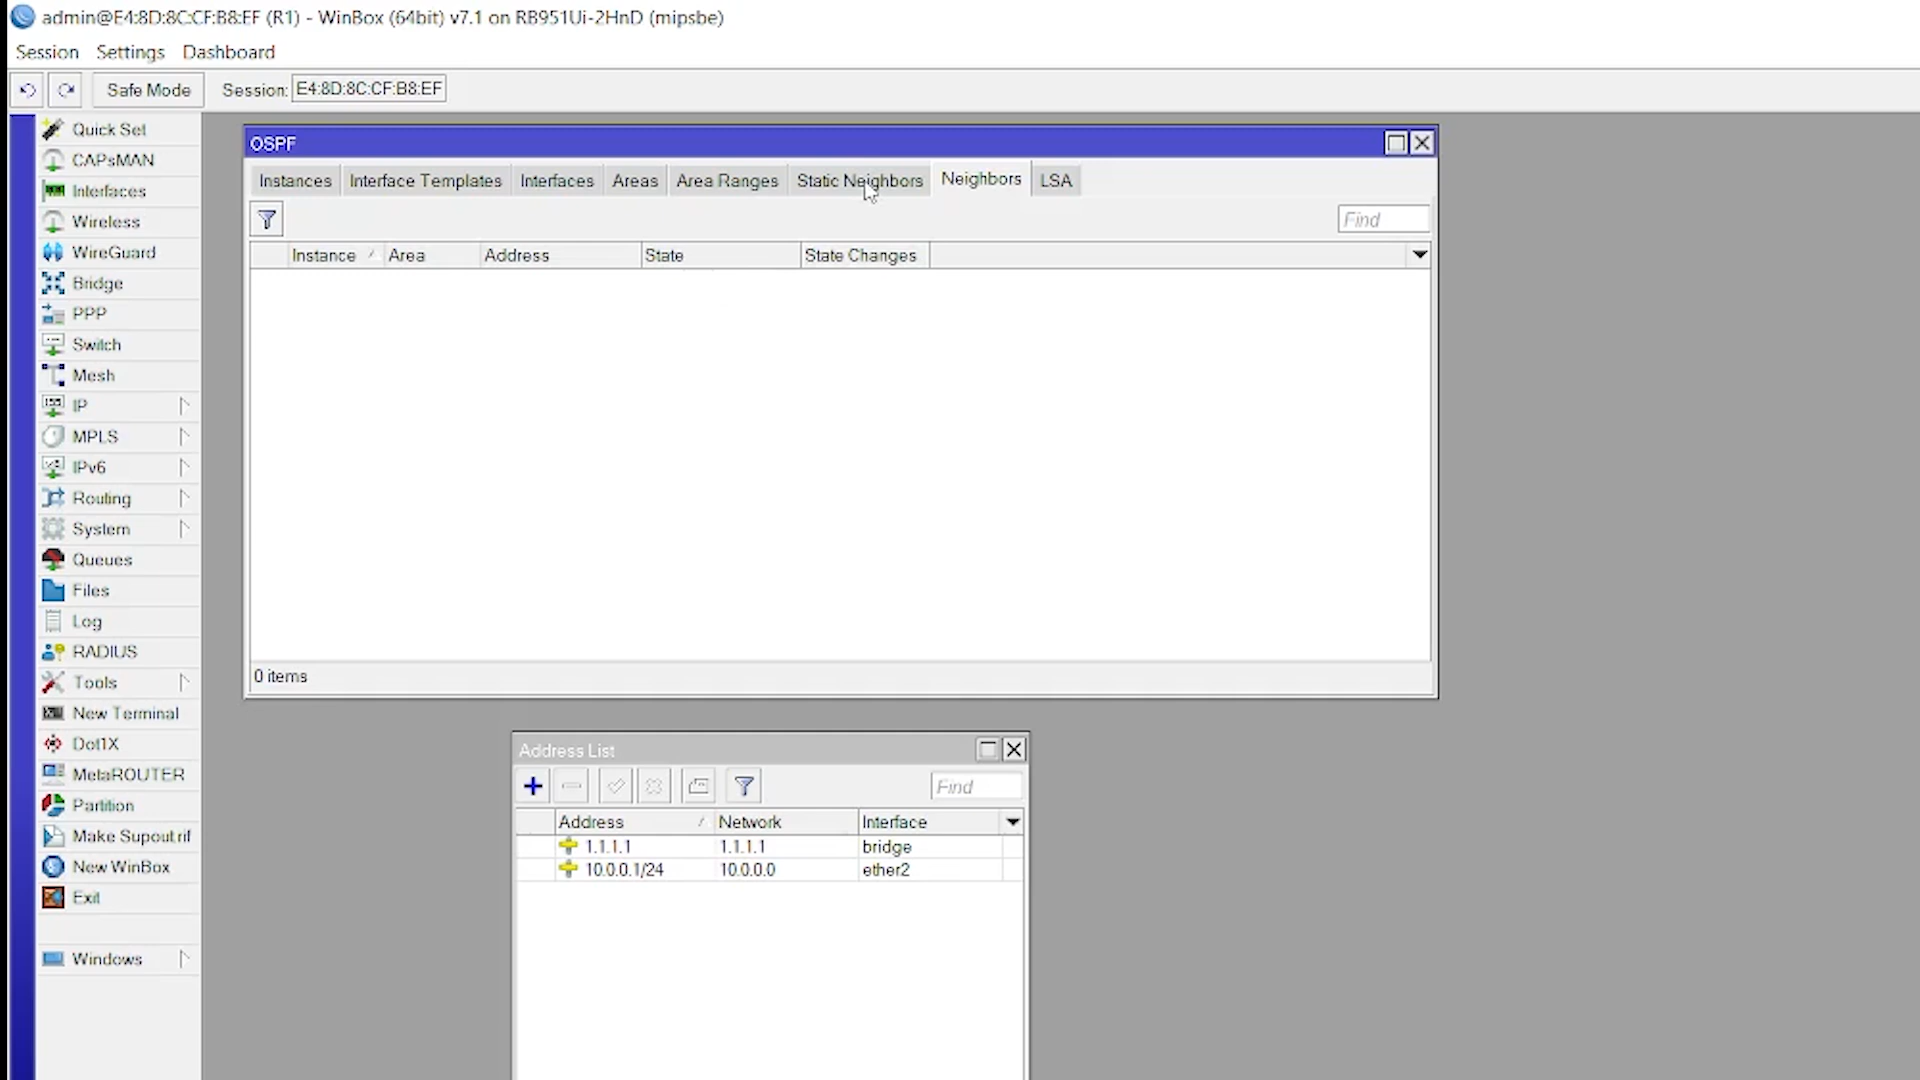 admin@E4:8D:8C:CF:B8:EF (R1) - WinBox (64bit) v7.1 on RB951Ui-2HnD (mipsbe)
Session Settings Dashboard
Safe Mode Session: E4:8D:8C:CF:B8:EF
Quick Set
CAPsMAN
Interfaces
Wireless
WireGuard
Bridge
PPP
Switch
Mesh
IP
MPLS
IPv6
Routing
System
Queues
Files
Log
RADIUS
Tools
New Terminal
Dot1X
MetaROUTER
Partition
Make Supout.rif
New WinBox
Exit
Windows
OSPF
Instances Interface Templates Interfaces Areas Area Ranges Static Neighbors Neighbors LSA
Find
Instance Area Address State State Changes
0 items
Address List
Find
Address Network Interface
1.1.1.1 1.1.1.1 bridge
10.0.0.1/24 10.0.0.0 ether2